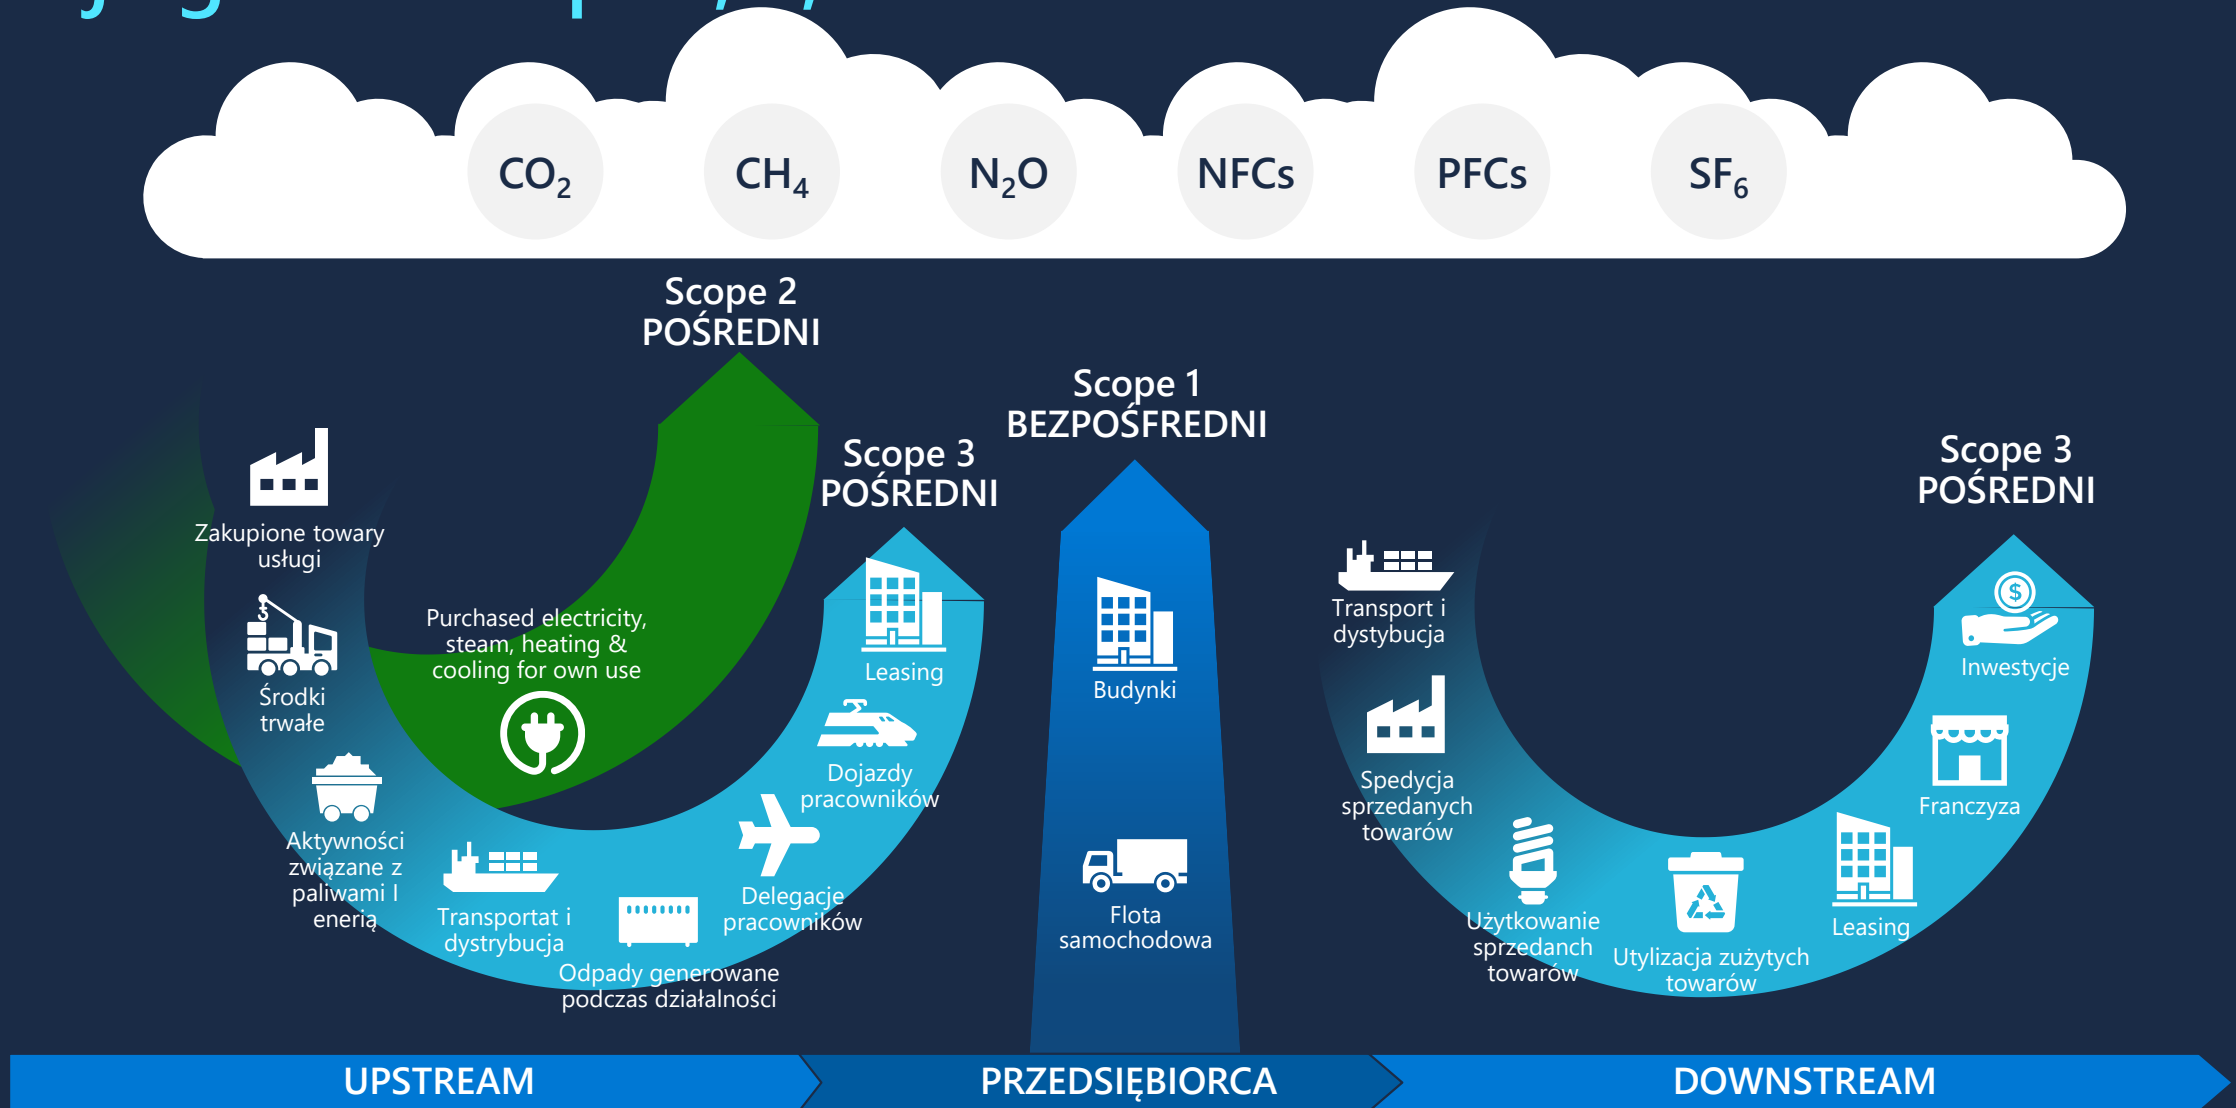 CO₂
CH₄
N₂O
NFCs
PFCs
SF₆
Scope 2
POŚREDNI
Scope 3
POŚREDNI
Scope 1
BEZPOŚFREDNI
Scope 3
POŚREDNI
Zakupione towary
usługi
Środki
trwałe
Aktywności
związane z
paliwami I
enerią
Transportat i
dystrybucja
Odpady generowane
podczas działalności
Delegacje
pracowników
Dojazdy
pracowników
Leasing
Purchased electricity,
steam, heating &
cooling for own use
Budynki
Flota
samochodowa
Transport i
dystybucja
Spedycja
sprzedanych
towarów
Użytkowanie
sprzedanch
towarów
Utylizacja zużytych
towarów
Leasing
Franczyza
$
Inwestycje
UPSTREAM
PRZEDSIĘBIORCA
DOWNSTREAM